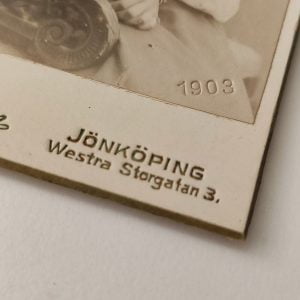 1903
JÖNKÖPING
Westra Storgatan 3.